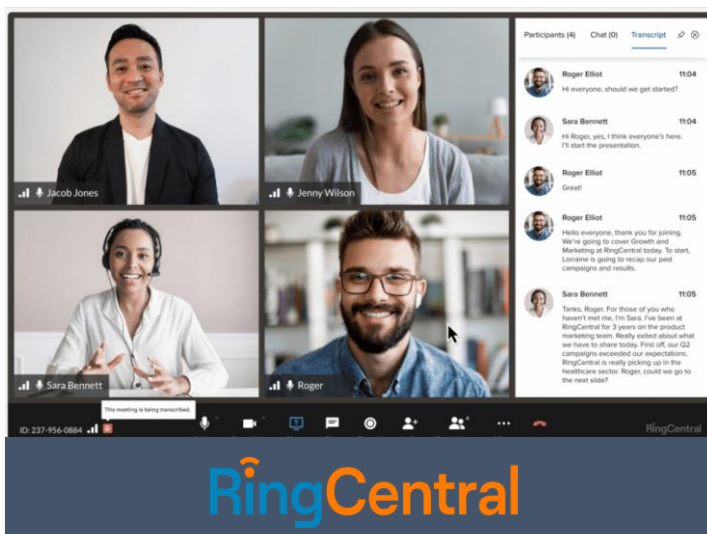 Participants (4) Chat (0) Transcript
Jacob Jones
Jenny Wilson
Sara Bennett
Roger
Roger Elliot 11:04
Hi everyone, should we get started?
Sara Bennett 11:04
Hi Roger, yes, I think everyone's here.
I'll start the presentation.
Roger Elliot 11:05
Great!
Roger Elliot 11:05
Hello everyone, thank you for joining.
We're going to cover Growth and
Marketing at RingCentral today. To start,
Lorraine is going to recap our past
campaigns and results.
Sara Bennett 11:05
Tanks, Roger. For those of you who
haven't met me, I'm Sara. I've been at
RingCentral for 3 years on the product
marketing team. Really exited about what
we have to share today. First off, our Q2
campaigns exceeded our expectations.
RingCentral is really picking up in the
healthcare sector. Roger, could we go to
the next slide?
This meeting is being transcribed.
ID: 237-956-0884
4
RingCentral
RingCentral